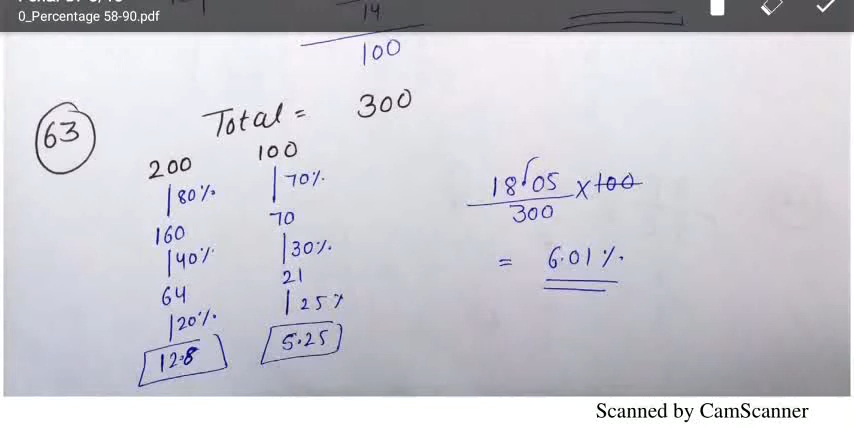 0_Percentage 58-90.pdf
14
100
63
Total = 300
200 100
80% 70%
160 70
40% 30%
64 21
20% 25%
12.8 5.25
18.05 / 300 x 100
= 6.01%
Scanned by CamScanner